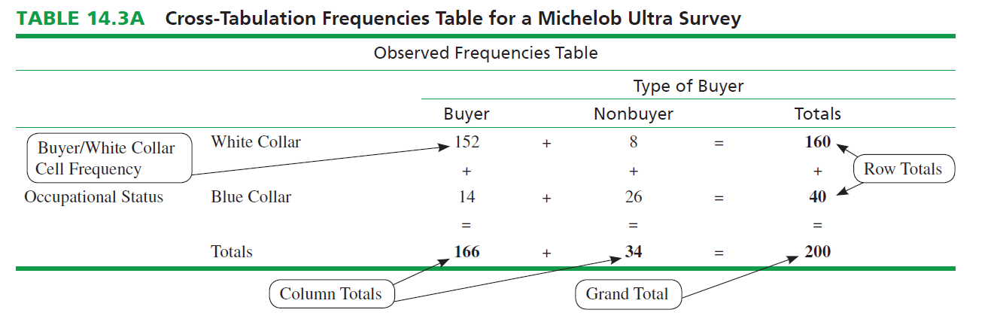 TABLE 14.3A Cross-Tabulation Frequencies Table for a Michelob Ultra Survey
Observed Frequencies Table
Type of Buyer
Buyer Nonbuyer Totals
Buyer/White Collar
Cell Frequency
White Collar 152 + 8 = 160
+ + +
Row Totals
Occupational Status Blue Collar 14 + 26 = 40
= = =
Totals 166 + 34 = 200
Column Totals Grand Total